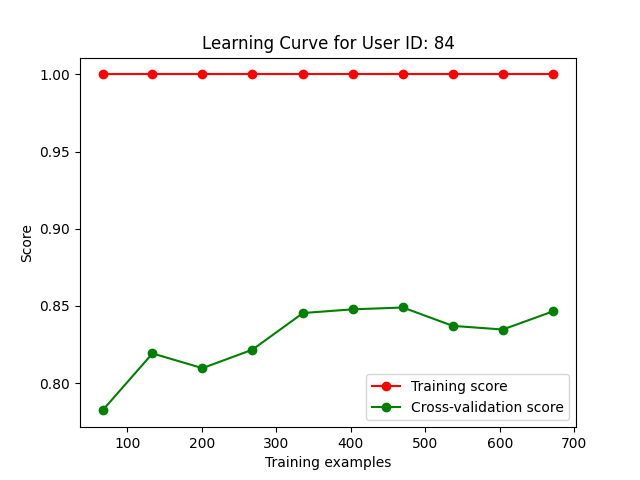 Learning Curve for User ID: 84
1.00
0.95
0.90
0.85
0.80
Score
100 200 300 400 500 600 700
Training examples
Training score
Cross-validation score